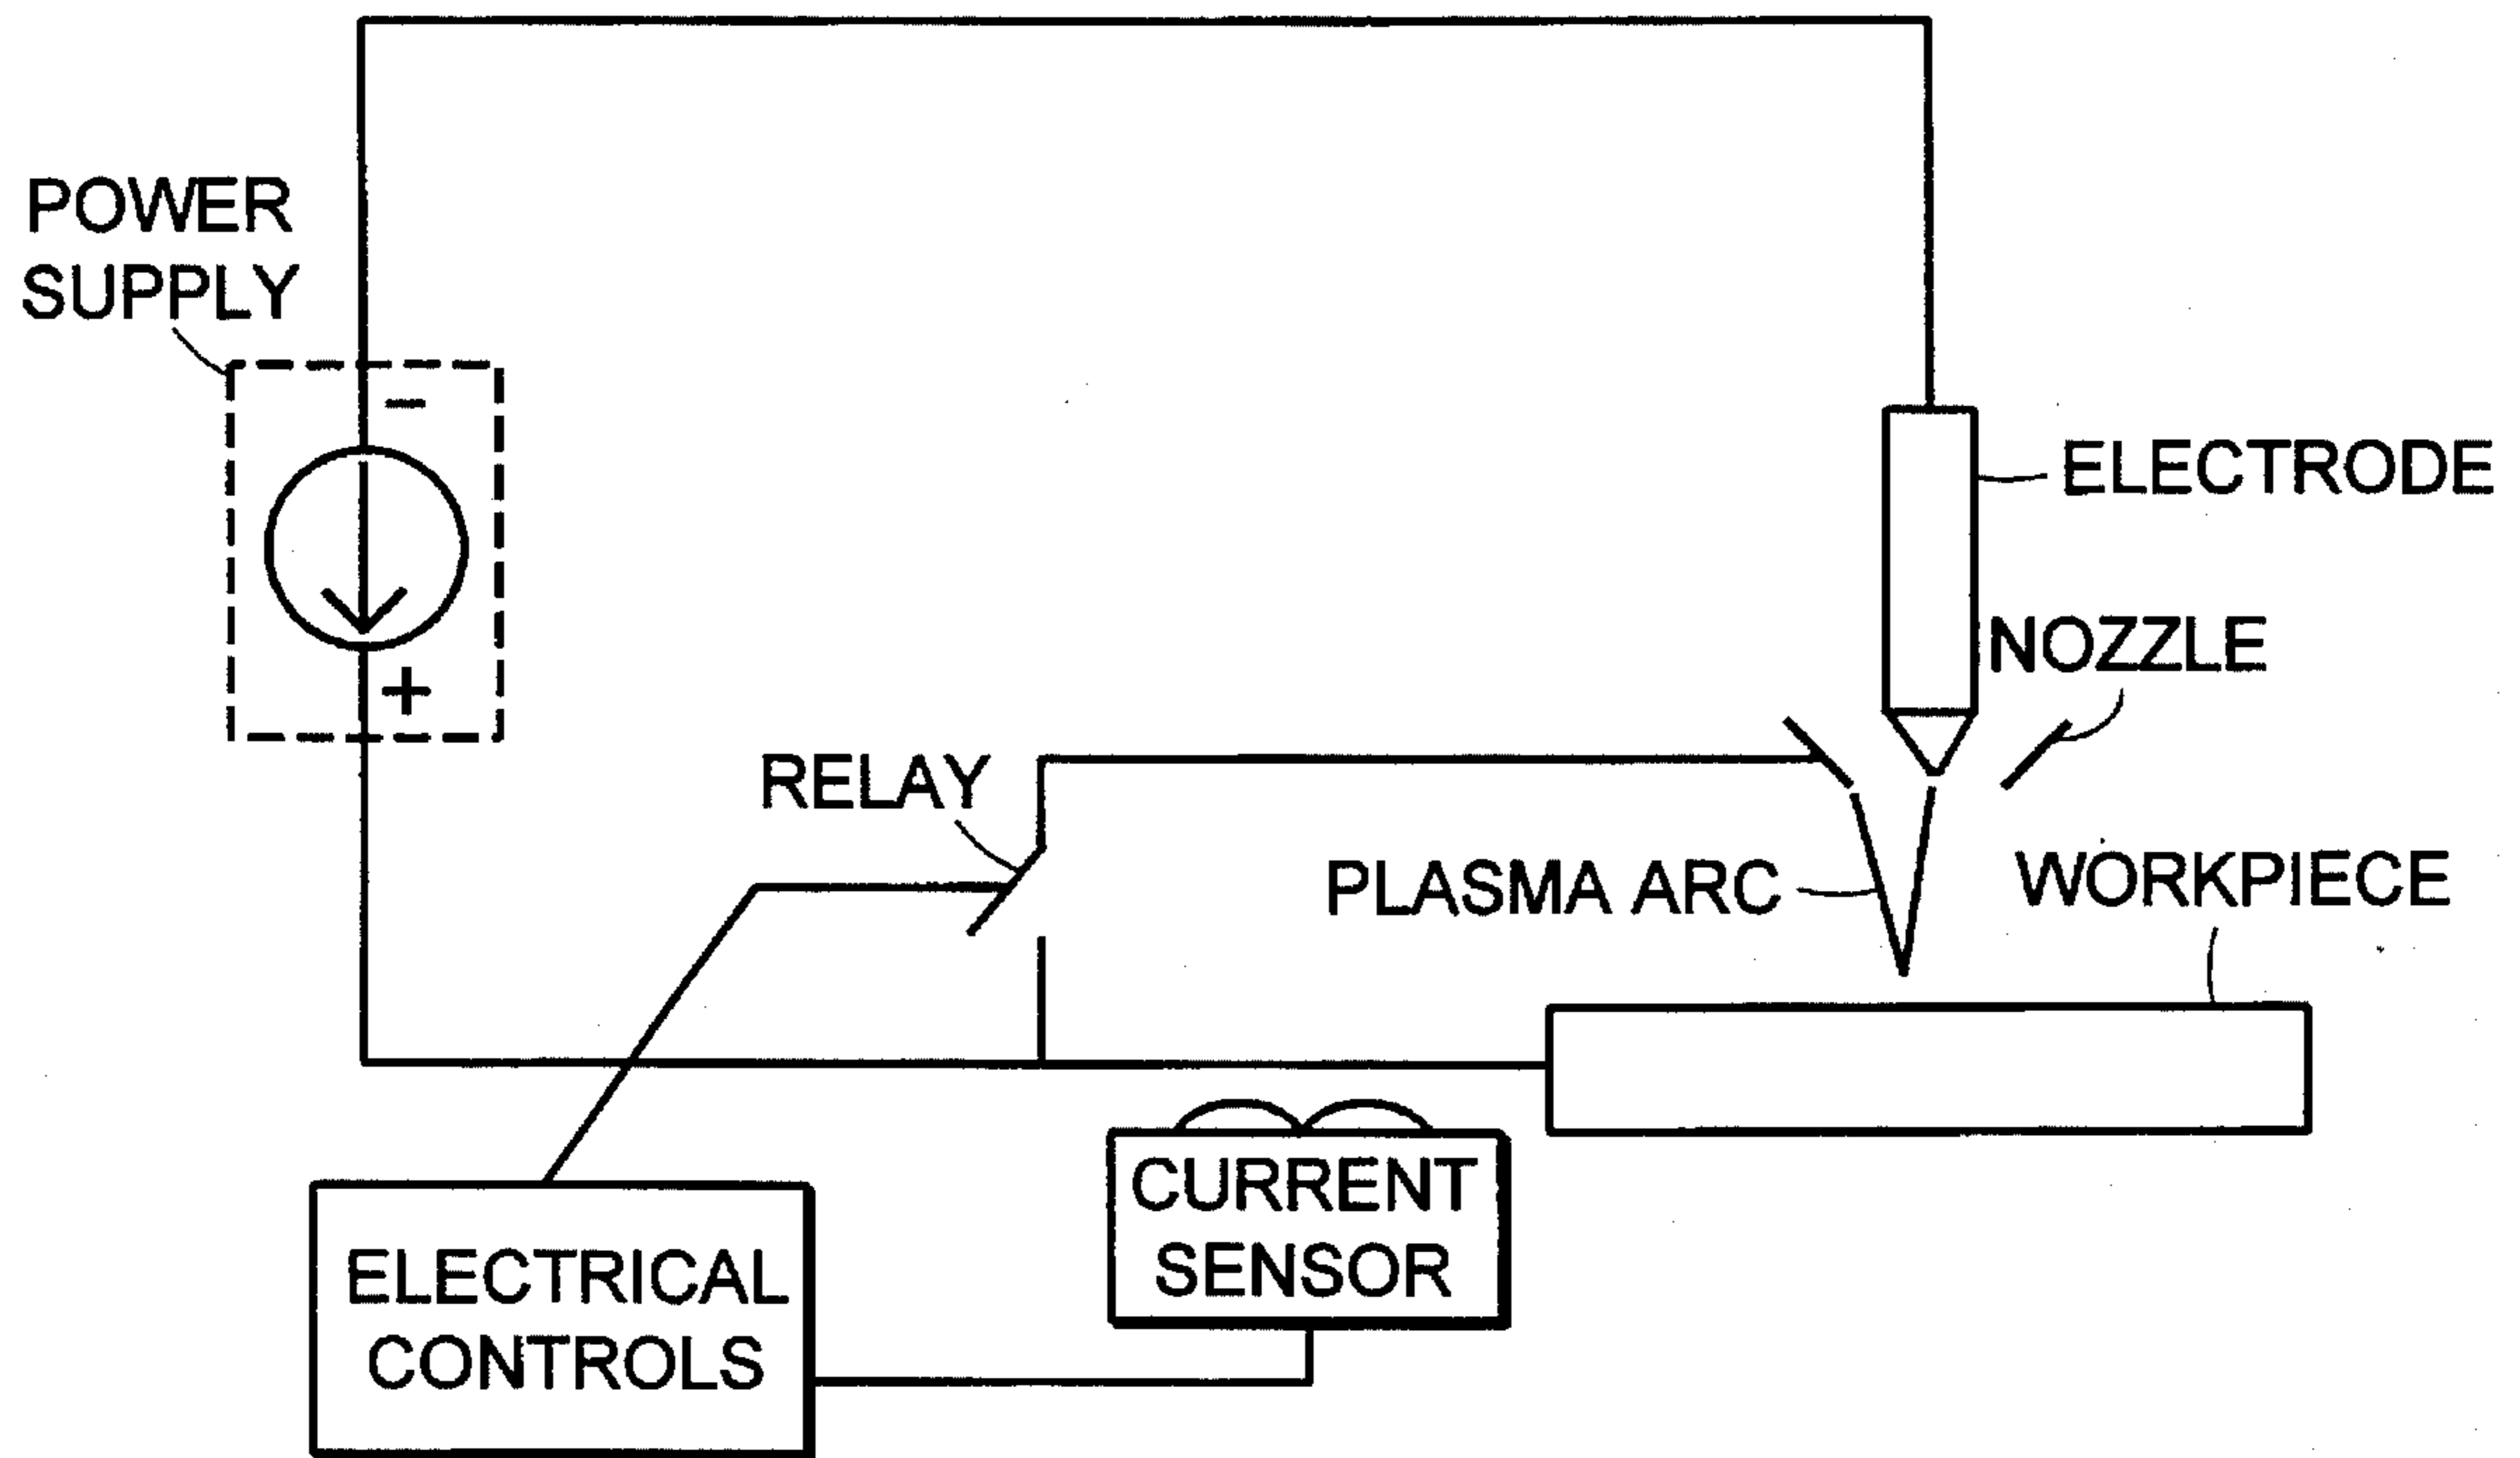 POWER
SUPPLY
-
+
ELECTRODE
NOZZLE
RELAY
PLASMA ARC
WORKPIECE
CURRENT
SENSOR
ELECTRICAL
CONTROLS